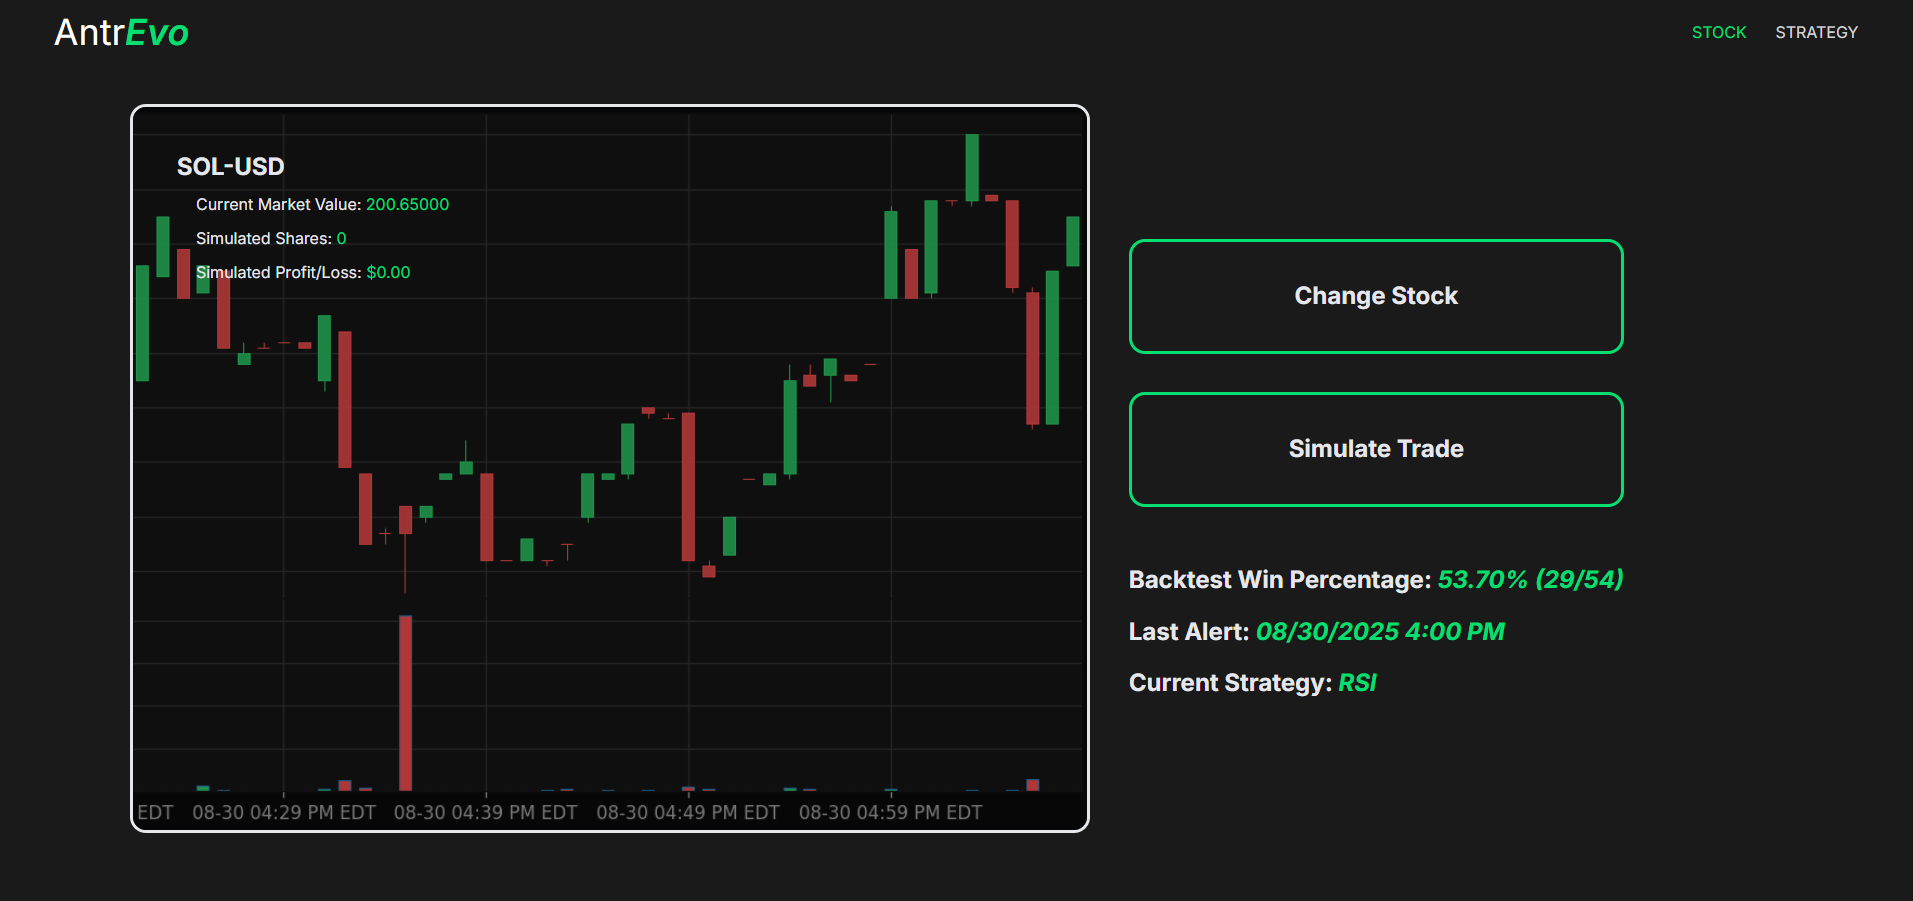 AntrEvo
STOCK
STRATEGY
SOL-USD
Current Market Value: 200.65000
Simulated Shares: 0
Simulated Profit/Loss: $0.00
EDT
08-30 04:29 PM EDT
08-30 04:39 PM EDT
08-30 04:49 PM EDT
08-30 04:59 PM EDT
Change Stock
Simulate Trade
Backtest Win Percentage: 53.70% (29/54)
Last Alert: 08/30/2025 4:00 PM
Current Strategy: RSI